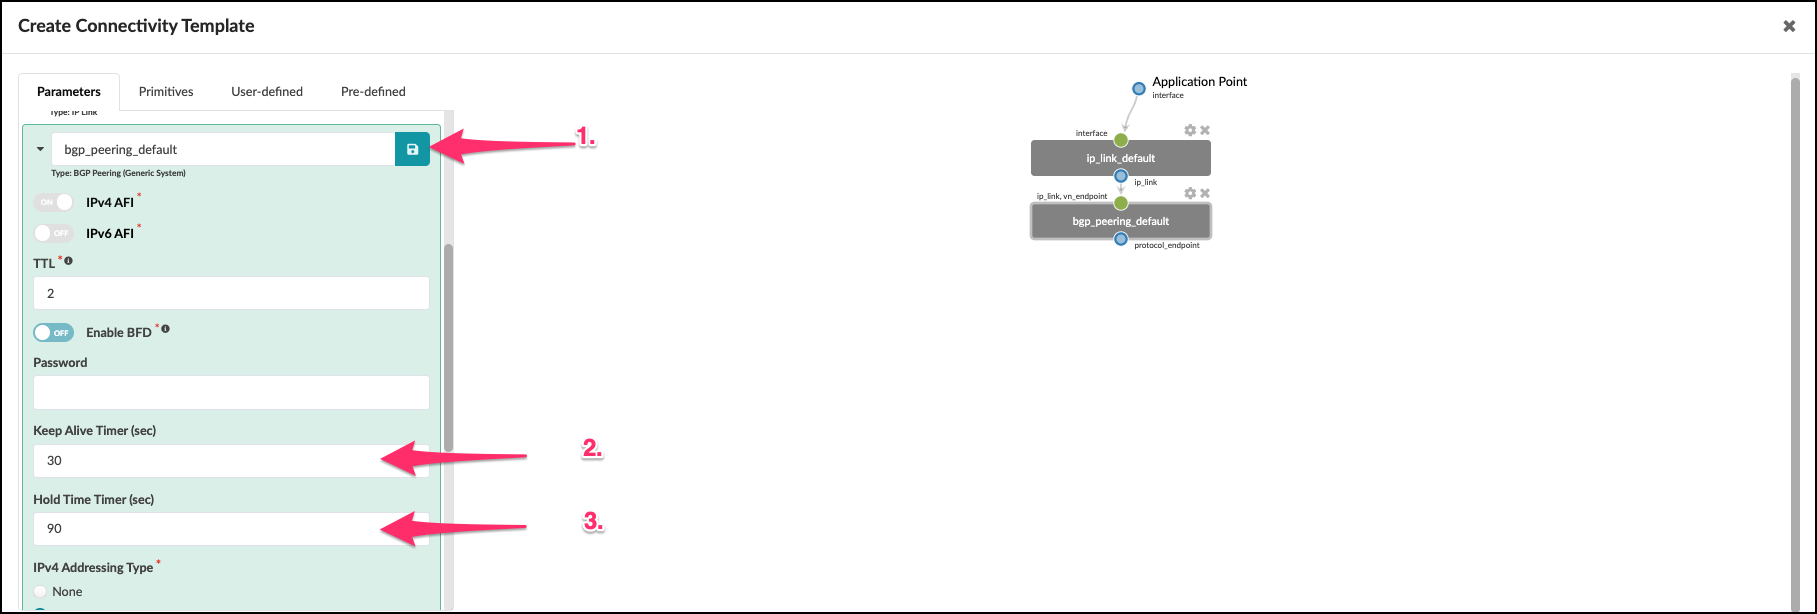 Create Connectivity Template
Parameters
Primitives
User-defined
Pre-defined
Type: IP Link
bgp_peering_default
Type: BGP Peering (Generic System)
ON
IPv4 AFI *
OFF
IPv6 AFI *
TTL *
2
OFF
Enable BFD *
Password
Keep Alive Timer (sec)
30
Hold Time Timer (sec)
90
IPv4 Addressing Type *
None
1.
2.
3.
Application Point
interface
interface
ip_link_default
ip_link
ip_link, vn_endpoint
bgp_peering_default
protocol_endpoint